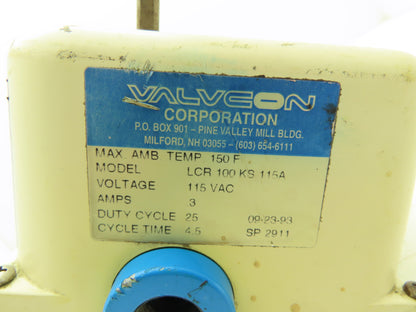 VALVCON
CORPORATION
P.O. BOX 901 – PINE VALLEY MILL BLDG.
MILFORD, NH 03055 – (603) 654-6111
MAX. AMB TEMP 150 F
MODEL LCR 100 KS 115A
VOLTAGE 115 VAC
AMPS 3
DUTY CYCLE 25 09-23-93
CYCLE TIME 4.5 SP 2911